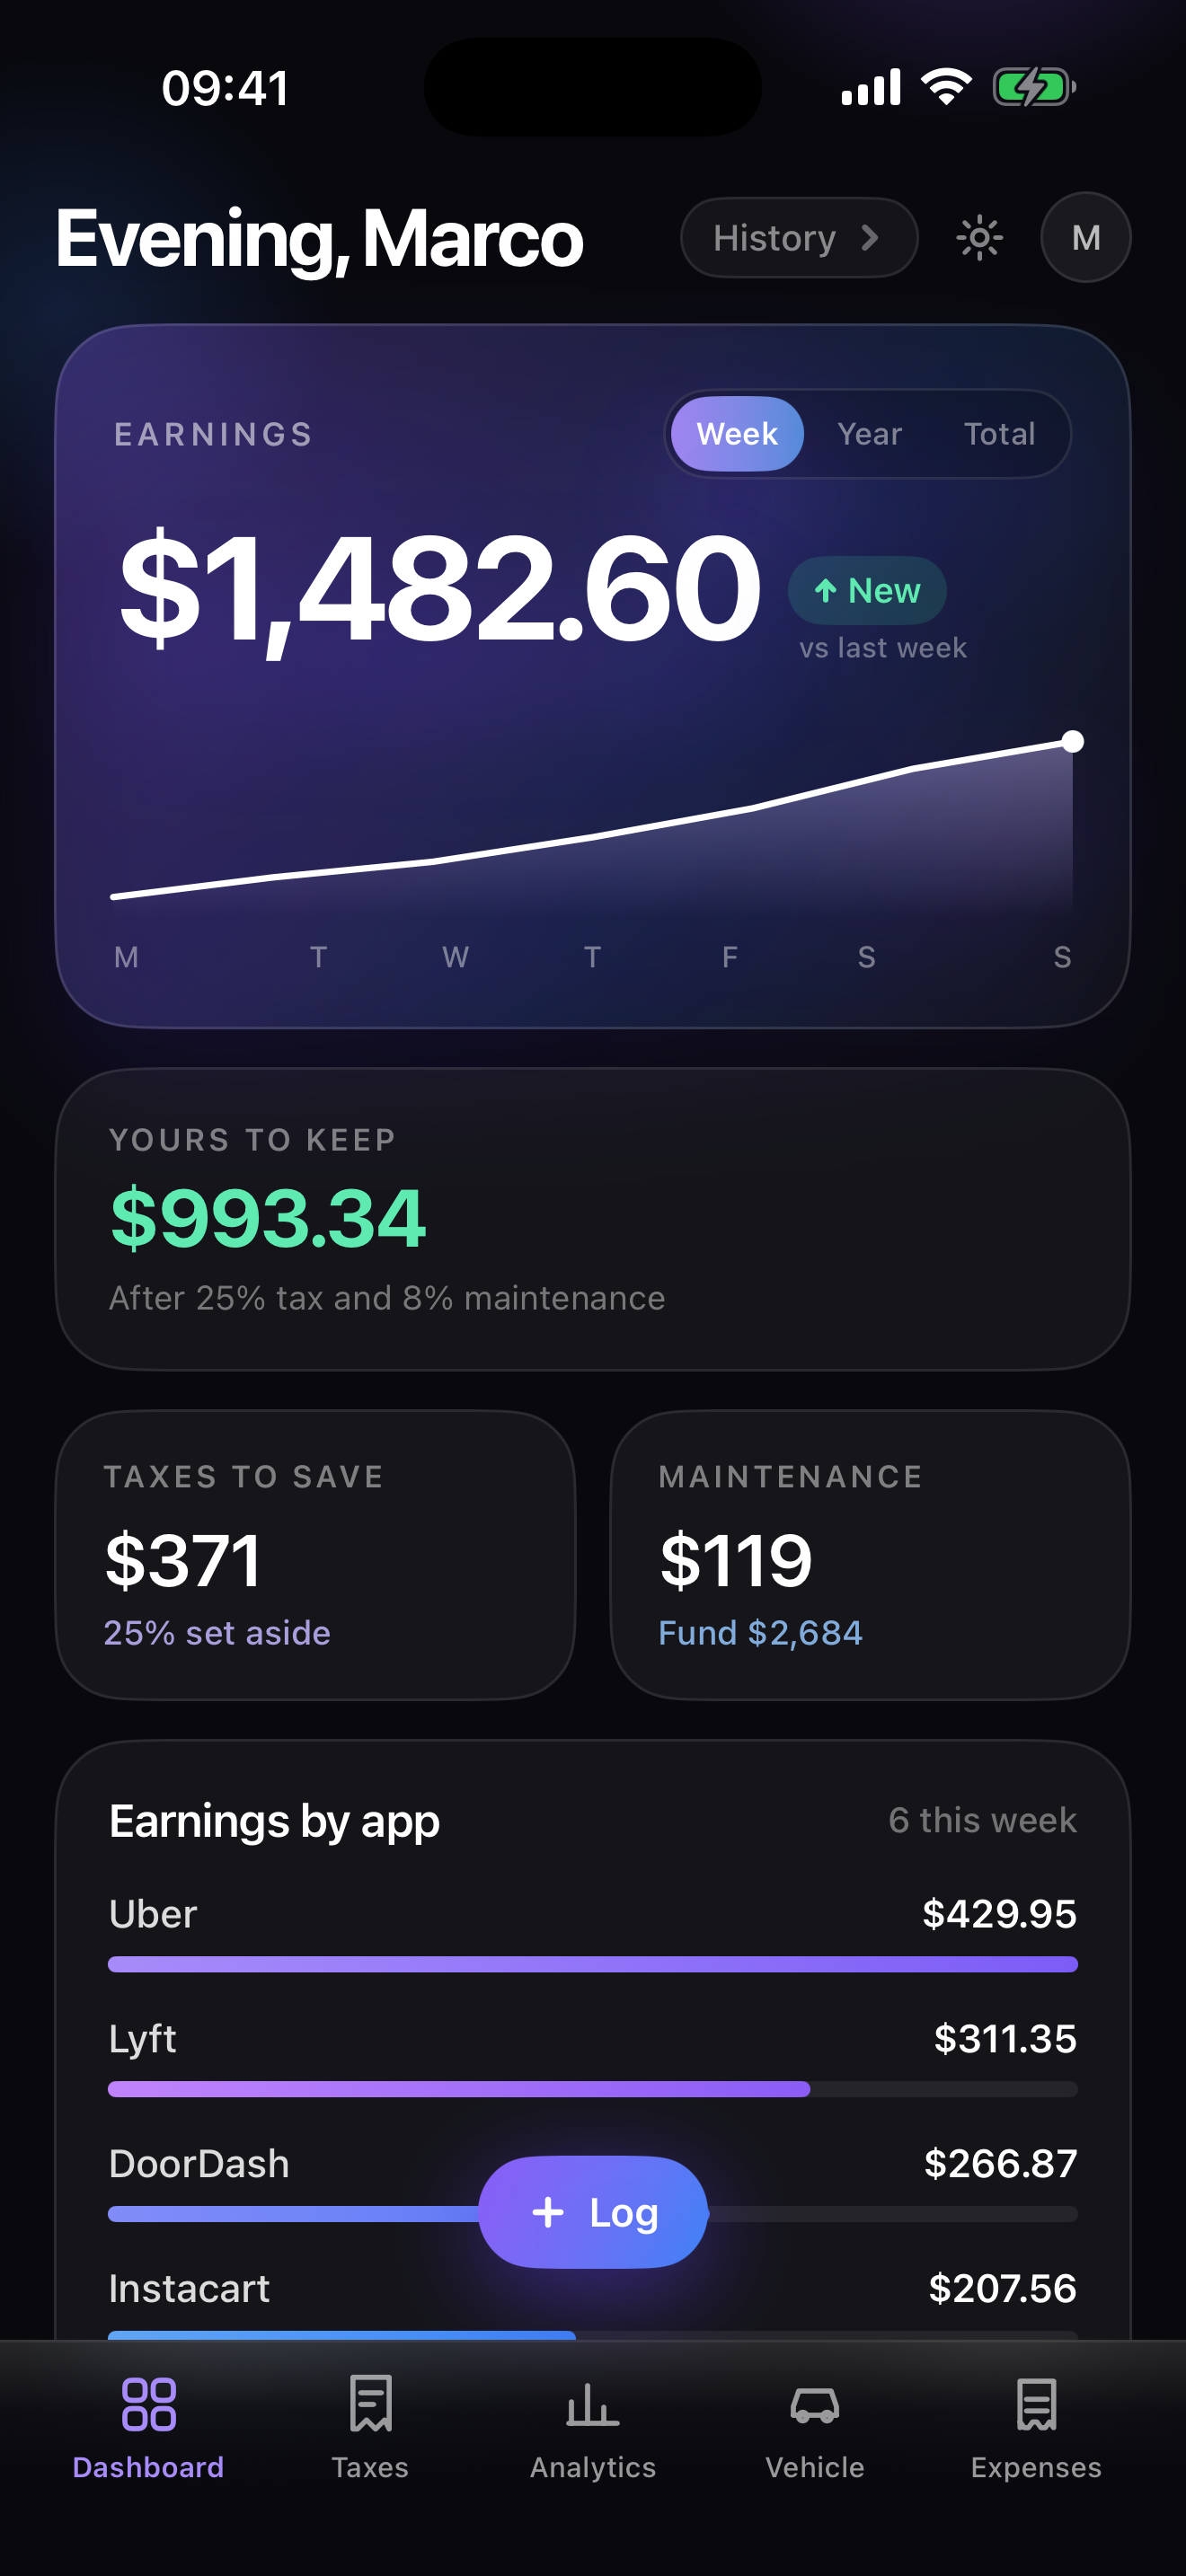 09:41
Evening, Marco
History
M
EARNINGS
Week Year Total
$1,482.60
New
vs last week
M T W T F S S
YOURS TO KEEP
$993.34
After 25% tax and 8% maintenance
TAXES TO SAVE
$371
25% set aside
MAINTENANCE
$119
Fund $2,684
Earnings by app
6 this week
Uber $429.95
Lyft $311.35
DoorDash $266.87
+ Log
Instacart $207.56
Dashboard Taxes Analytics Vehicle Expenses